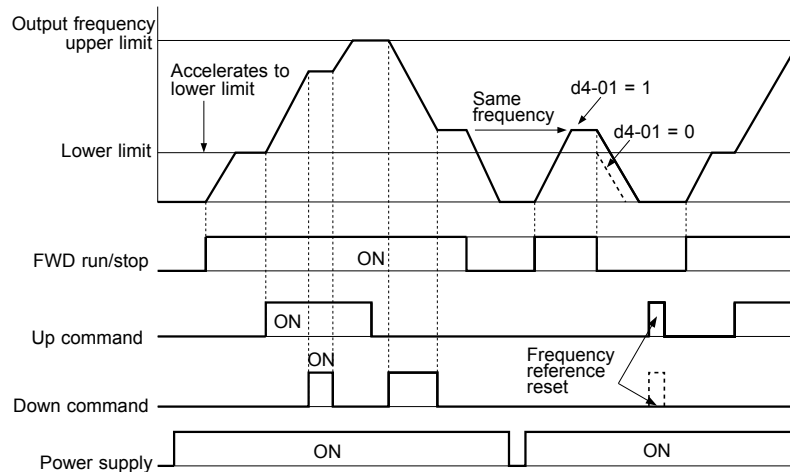 Output frequency
upper limit
Accelerates to
lower limit
Same
frequency
d4-01 = 1
d4-01 = 0
Lower limit
FWD run/stop
ON
Up command
ON
ON
Frequency
reference
reset
Down command
Power supply
ON
ON